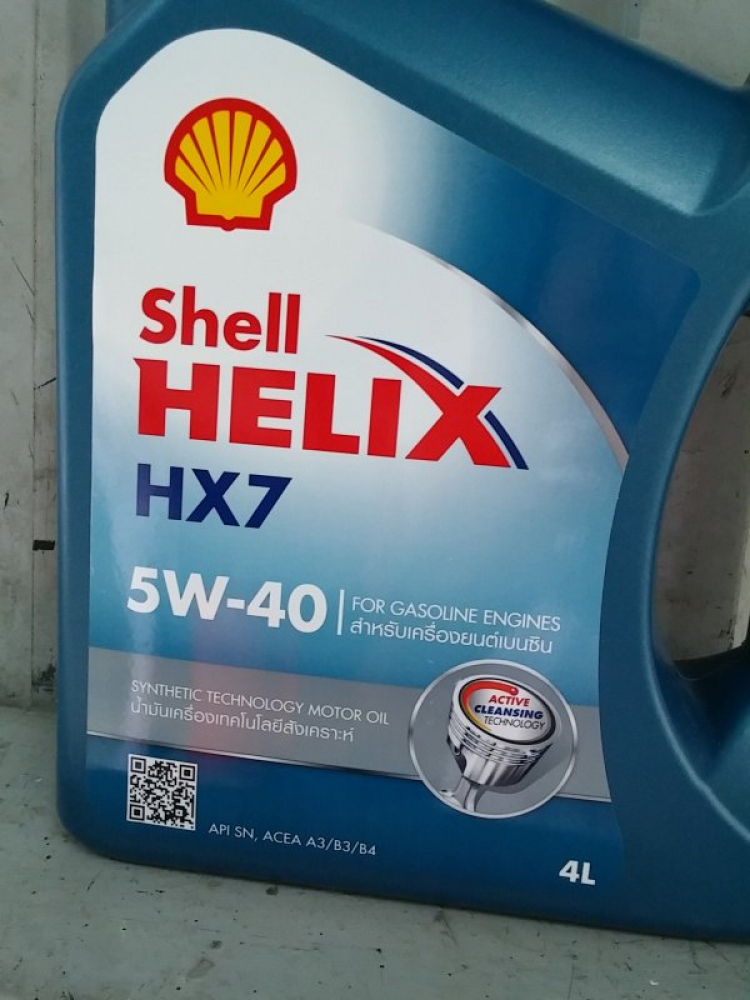 Shell
HELIX
HX7
5W-40
FOR GASOLINE ENGINES
สำหรับเครื่องยนต์เบนซิน
SYNTHETIC TECHNOLOGY MOTOR OIL
น้ำมันเครื่องเทคโนโลยีสังเคราะห์
ACTIVE
CLEANSING
TECHNOLOGY
API SN, ACEA A3/B3/B4
4L